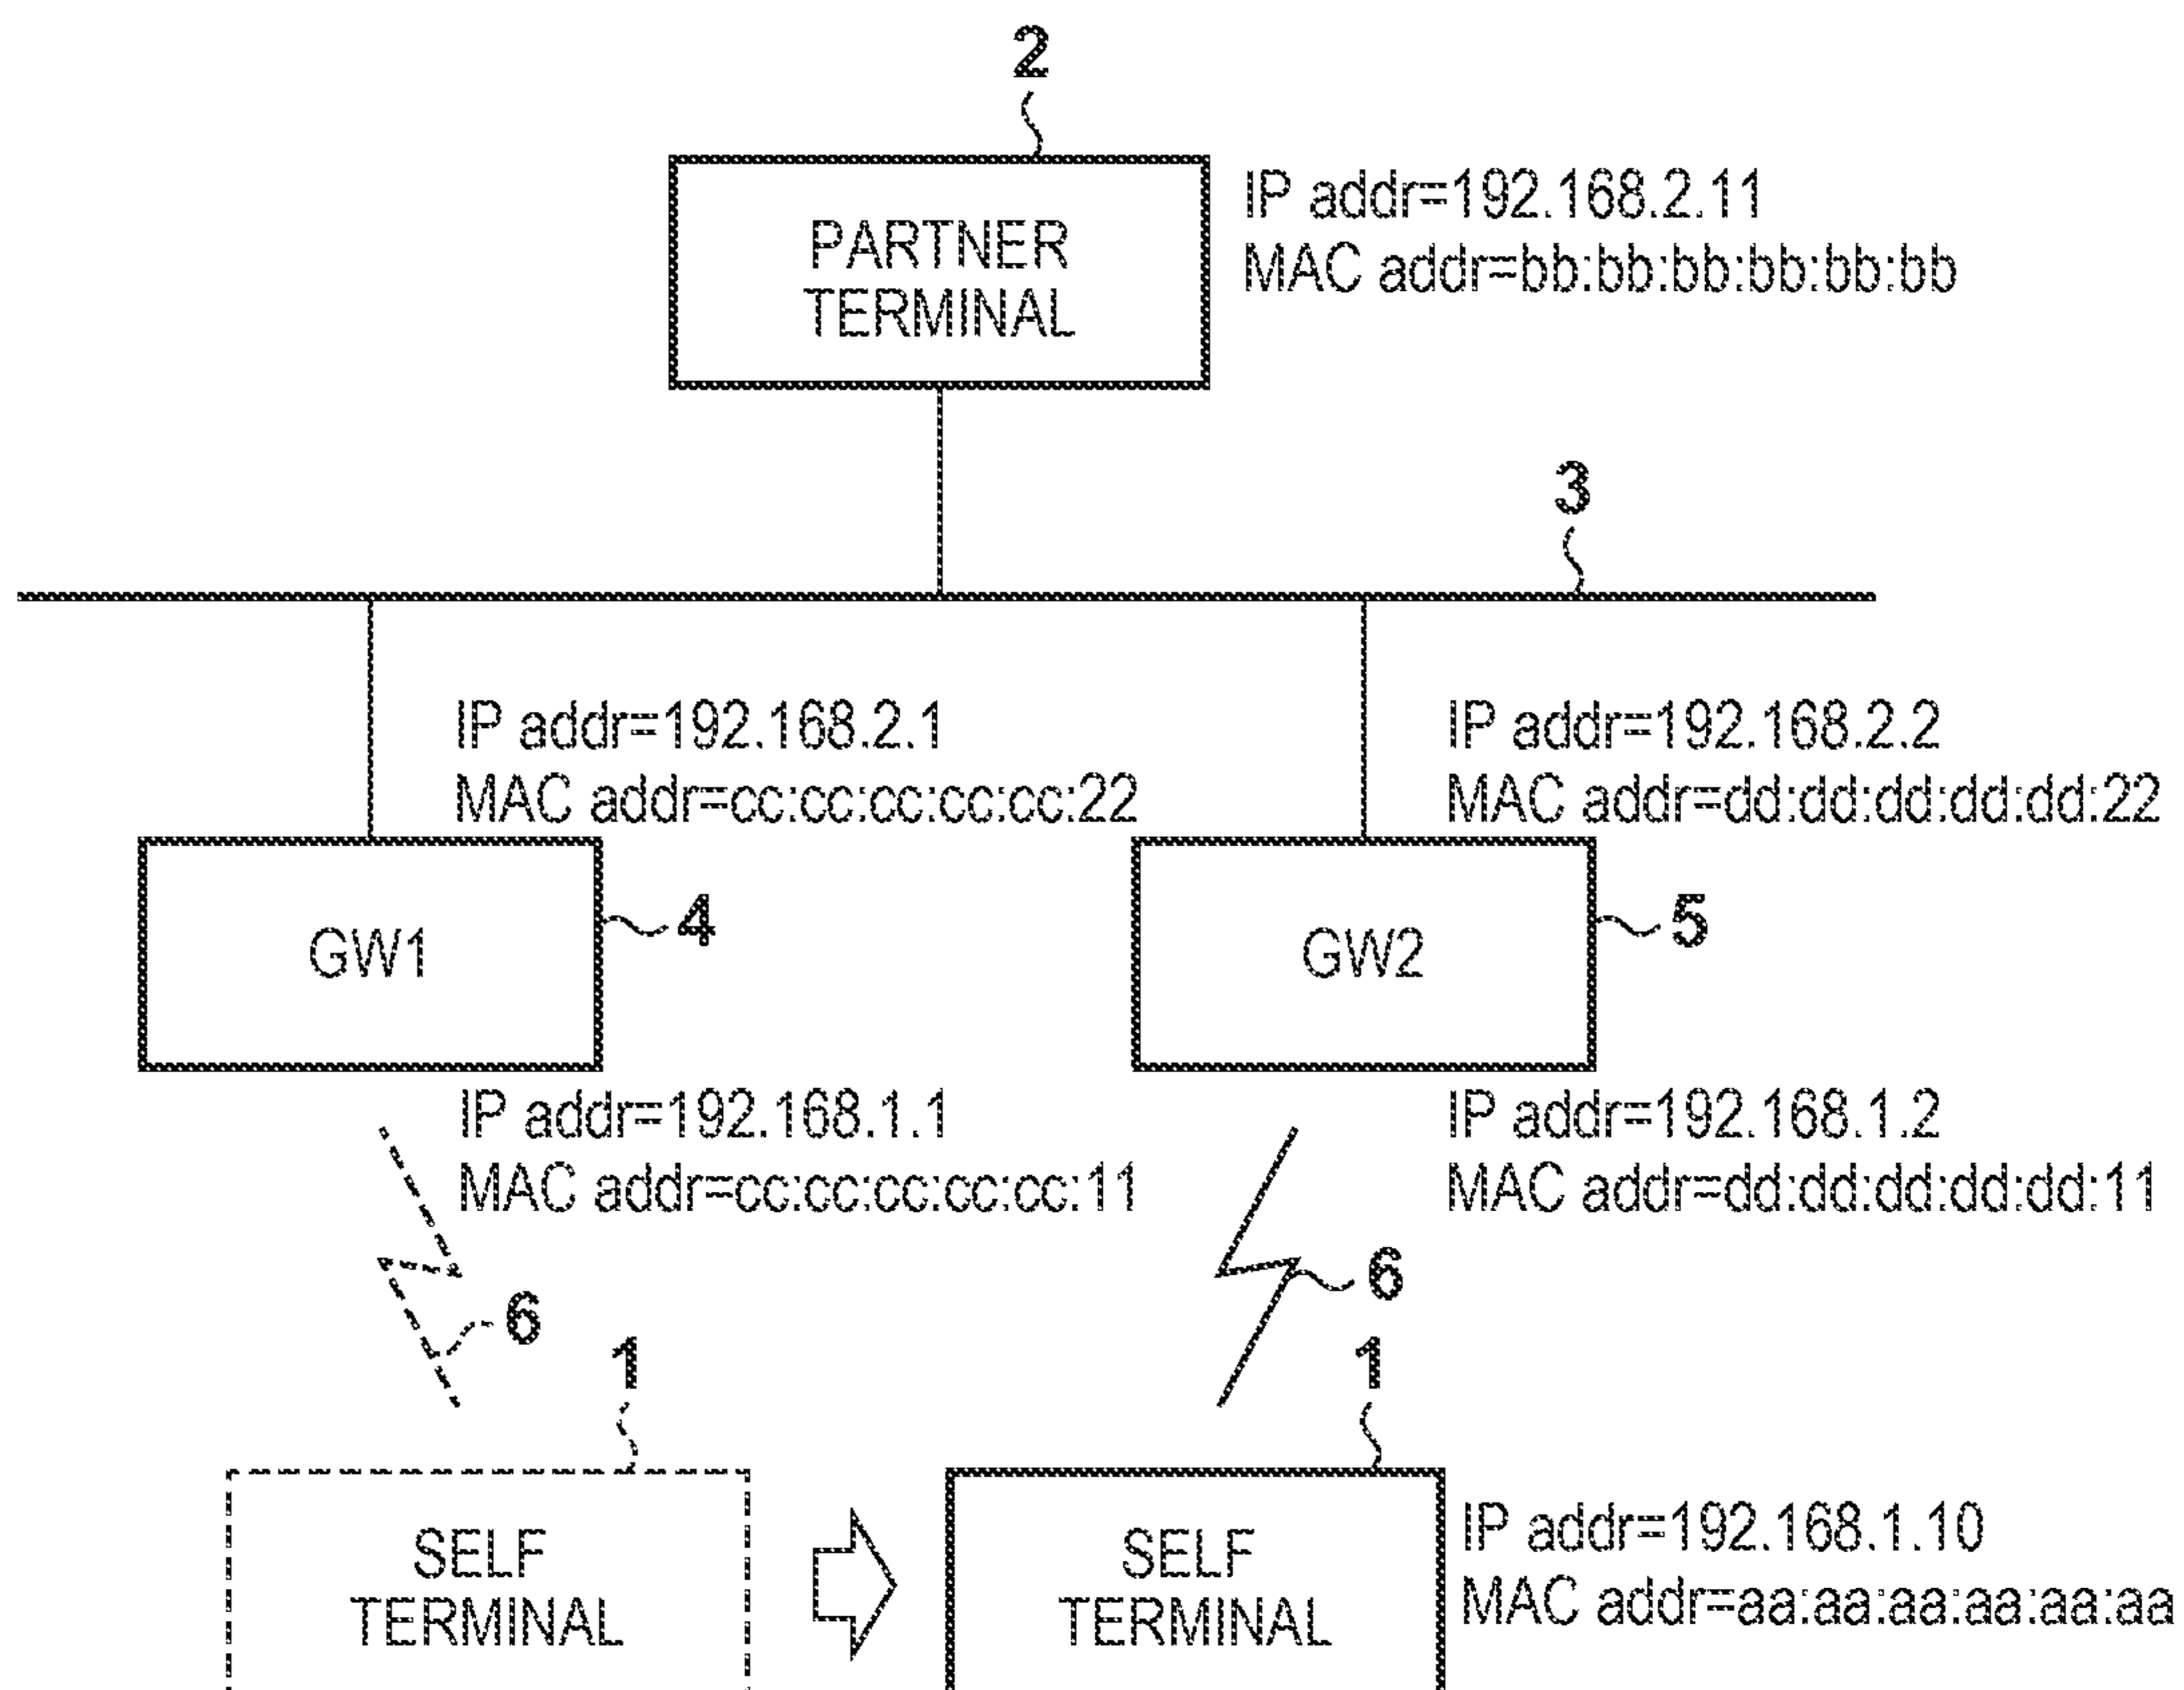 2
PARTNER
TERMINAL
IP addr=192.168.2.11
MAC addr=bb:bb:bb:bb:bb:bb
3
IP addr=192.168.2.1
MAC addr=cc:cc:cc:cc:cc:22
IP addr=192.168.2.2
MAC addr=dd:dd:dd:dd:dd:22
GW1
4
GW2
5
IP addr=192.168.1.1
MAC addr=cc:cc:cc:cc:cc:11
IP addr=192.168.1.2
MAC addr=dd:dd:dd:dd:dd:11
6
6
1
1
SELF
TERMINAL
SELF
TERMINAL
IP addr=192.168.1.10
MAC addr=aa:aa:aa:aa:aa:aa